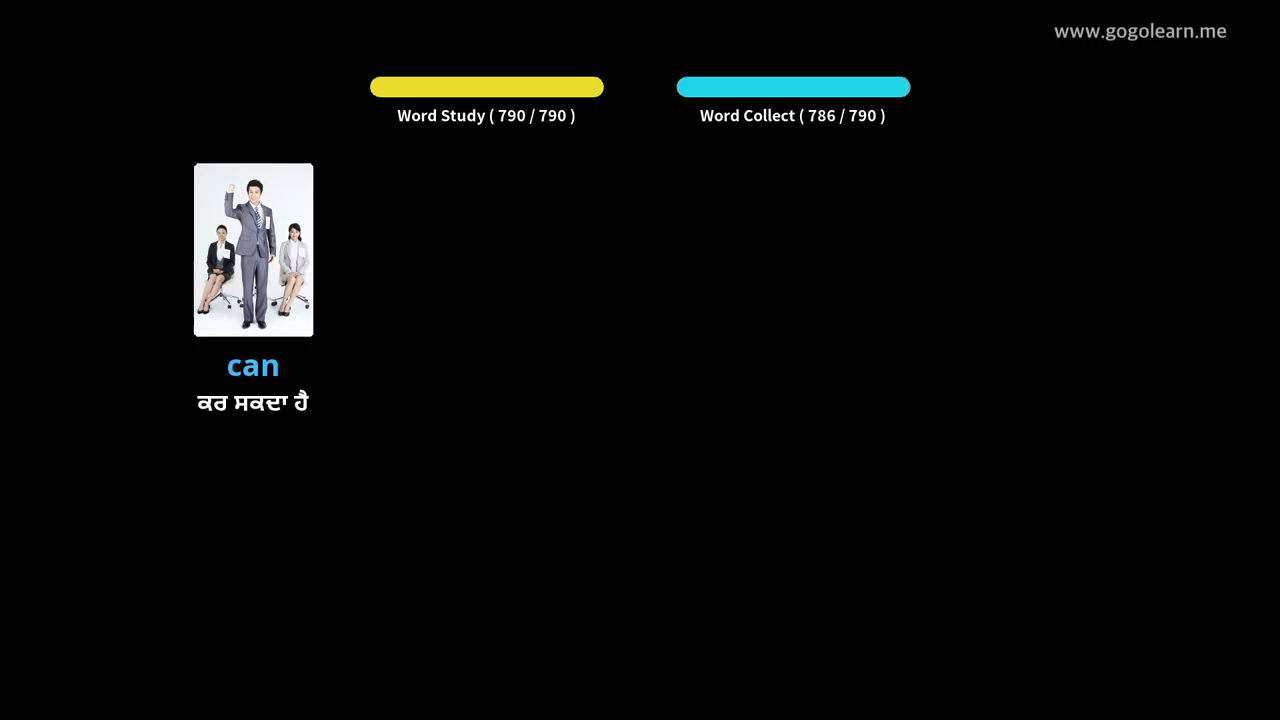 www.gogolearn.me
Word Study ( 790 / 790 )
Word Collect ( 786 / 790 )
can
ਕਰ ਸਕਦਾ ਹੈ